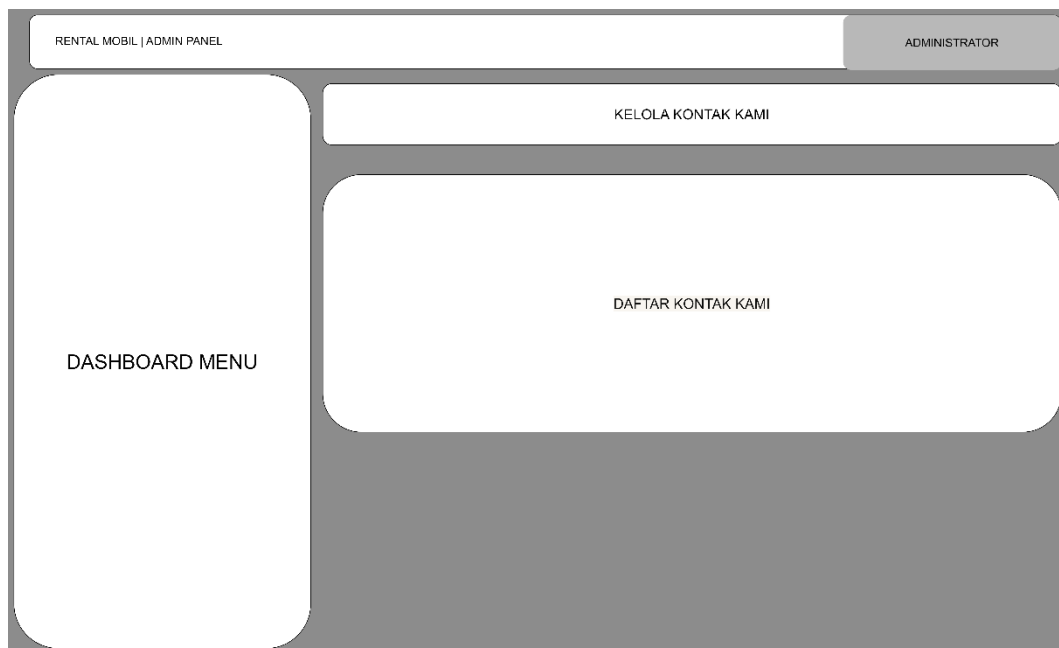 RENTAL MOBIL | ADMIN PANEL
ADMINISTRATOR
KELOLA KONTAK KAMI
DAFTAR KONTAK KAMI
DASHBOARD MENU